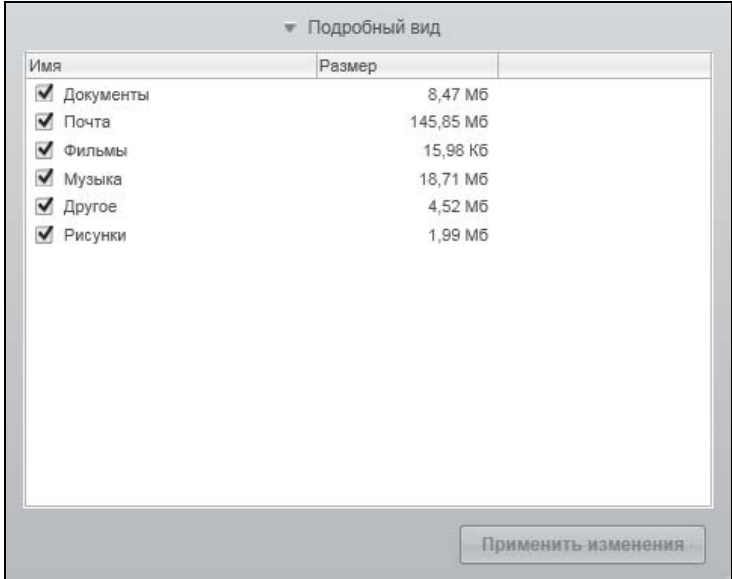 Подробный вид
Имя Размер
Документы 8,47 Мб
Почта 145,85 Мб
Фильмы 15,98 Кб
Музыка 18,71 Мб
Другое 4,52 Мб
Рисунки 1,99 Мб
Применить изменения